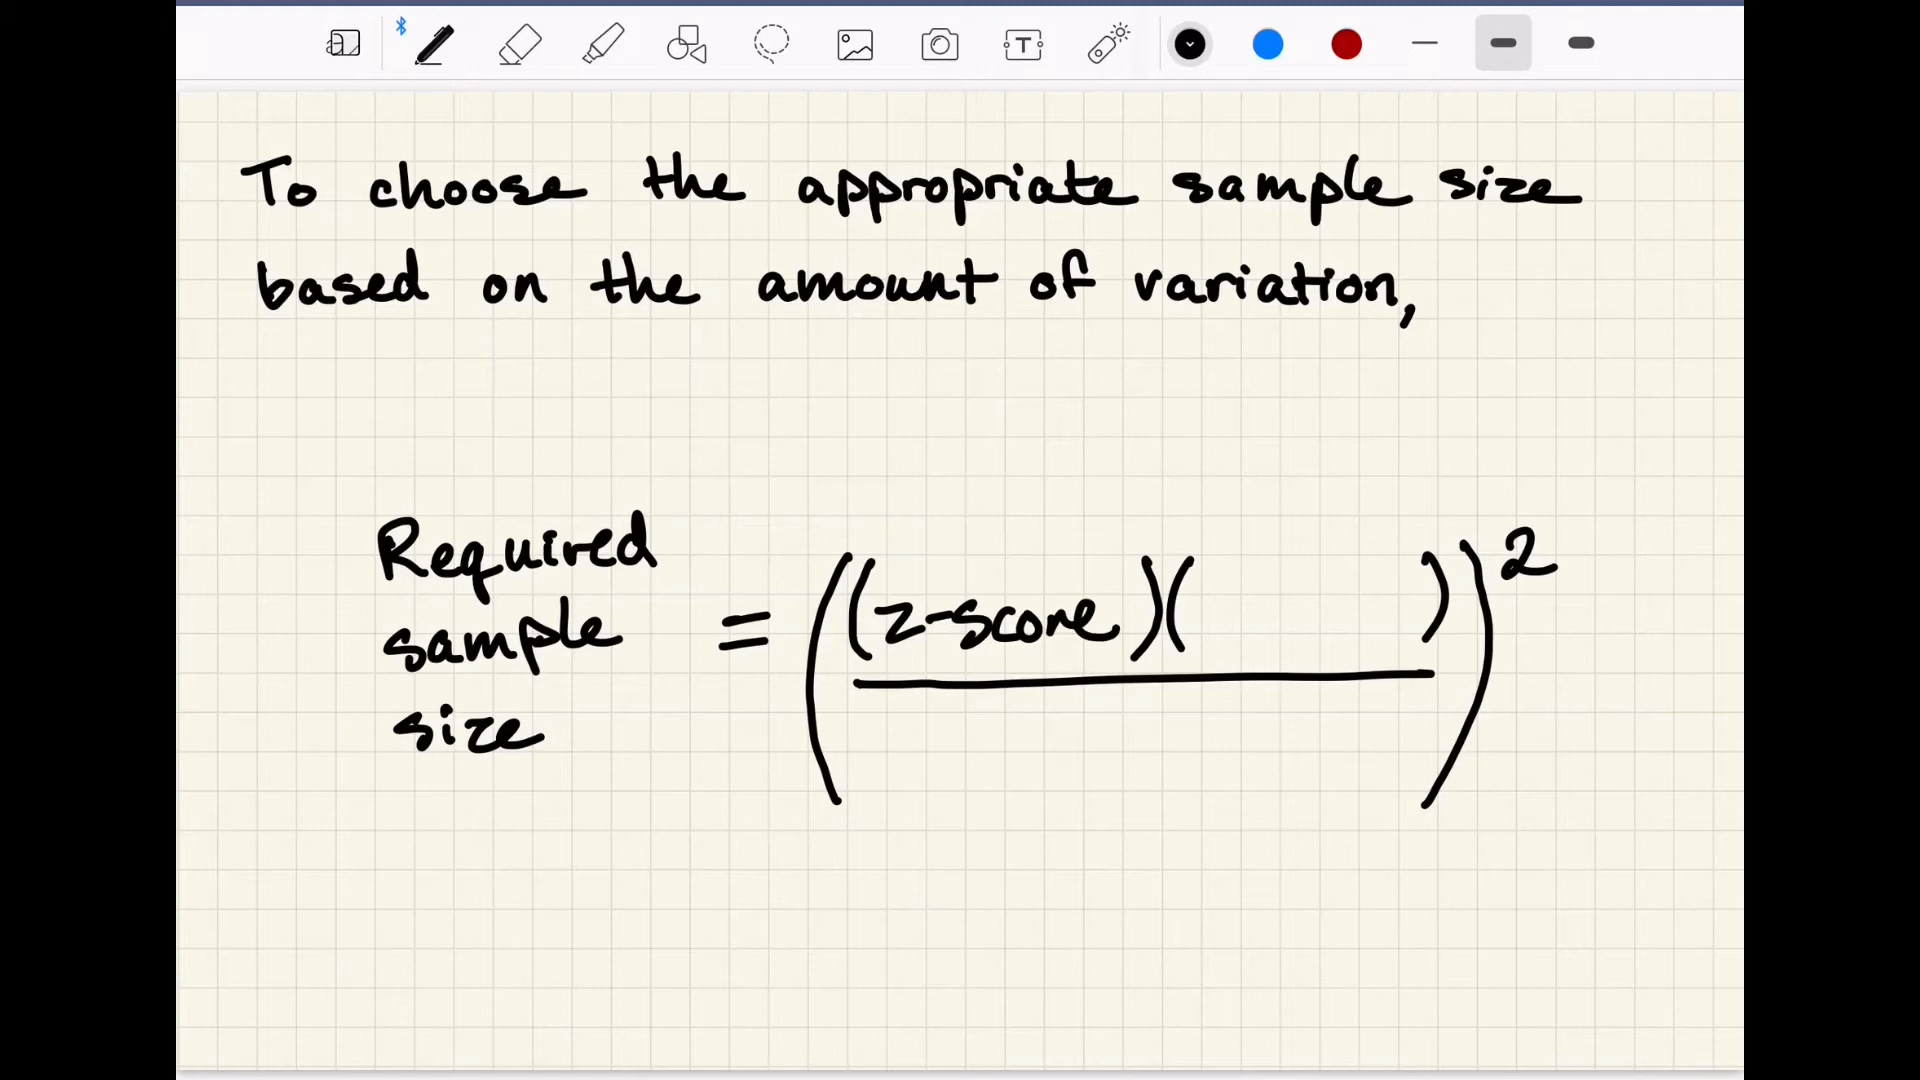 To choose the appropriate sample size
based on the amount of variation,
Required
sample
size
= ((z-score)( ))²